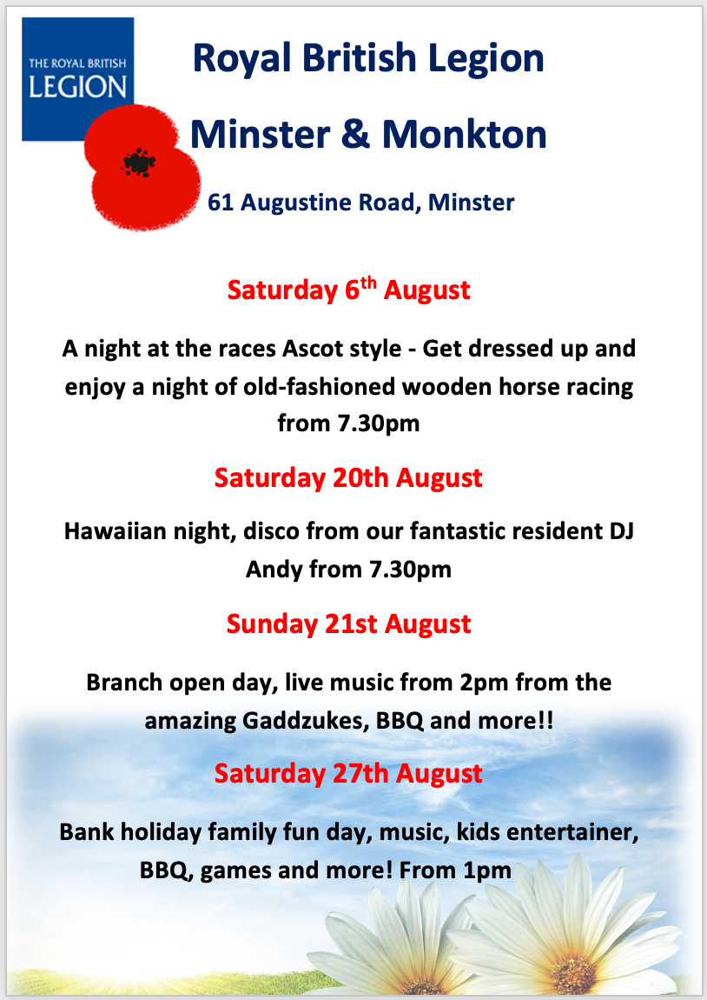 THE ROYAL BRITISH
LEGION
Royal British Legion
Minster & Monkton
61 Augustine Road, Minster
Saturday 6th August
A night at the races Ascot style - Get dressed up and
enjoy a night of old-fashioned wooden horse racing
from 7.30pm
Saturday 20th August
Hawaiian night, disco from our fantastic resident DJ
Andy from 7.30pm
Sunday 21st August
Branch open day, live music from 2pm from the
amazing Gaddzukes, BBQ and more!!
Saturday 27th August
Bank holiday family fun day, music, kids entertainer,
BBQ, games and more! From 1pm